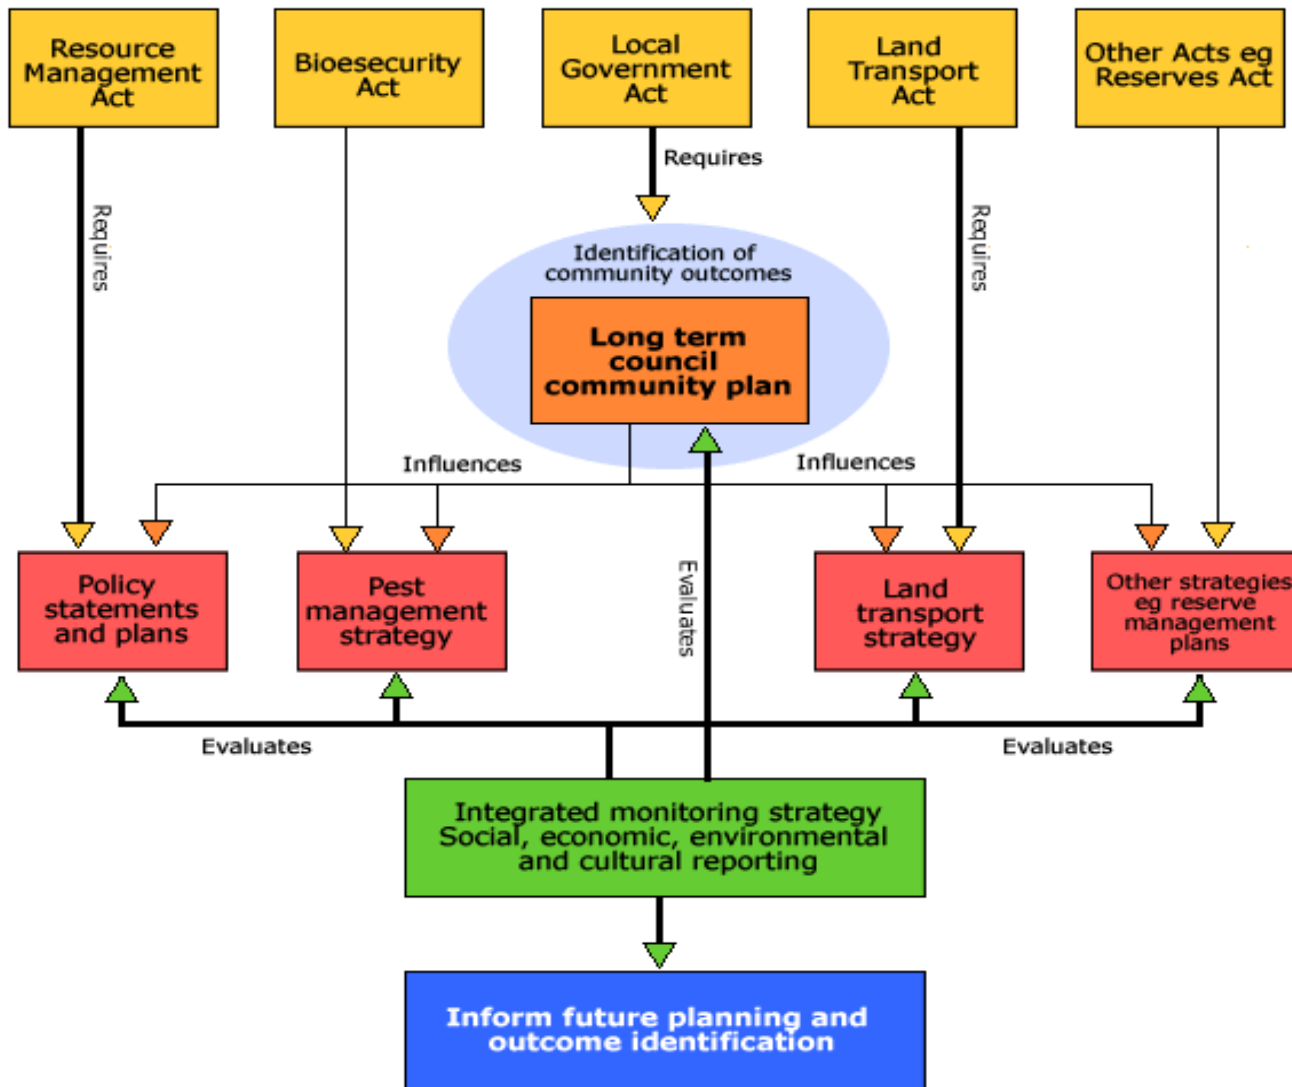 Resource
Management
Act
Bioesecurity
Act
Local
Government
Act
Land
Transport
Act
Other Acts eg
Reserves Act
Requires
Requires
Requires
Identification of
community outcomes
Long term
council
community plan
Influences
Influences
Policy
statements
and plans
Pest
management
strategy
Evaluates
Land
transport
strategy
Other strategies
eg reserve
management
plans
Evaluates
Evaluates
Integrated monitoring strategy
Social, economic, environmental
and cultural reporting
Inform future planning and
outcome identification